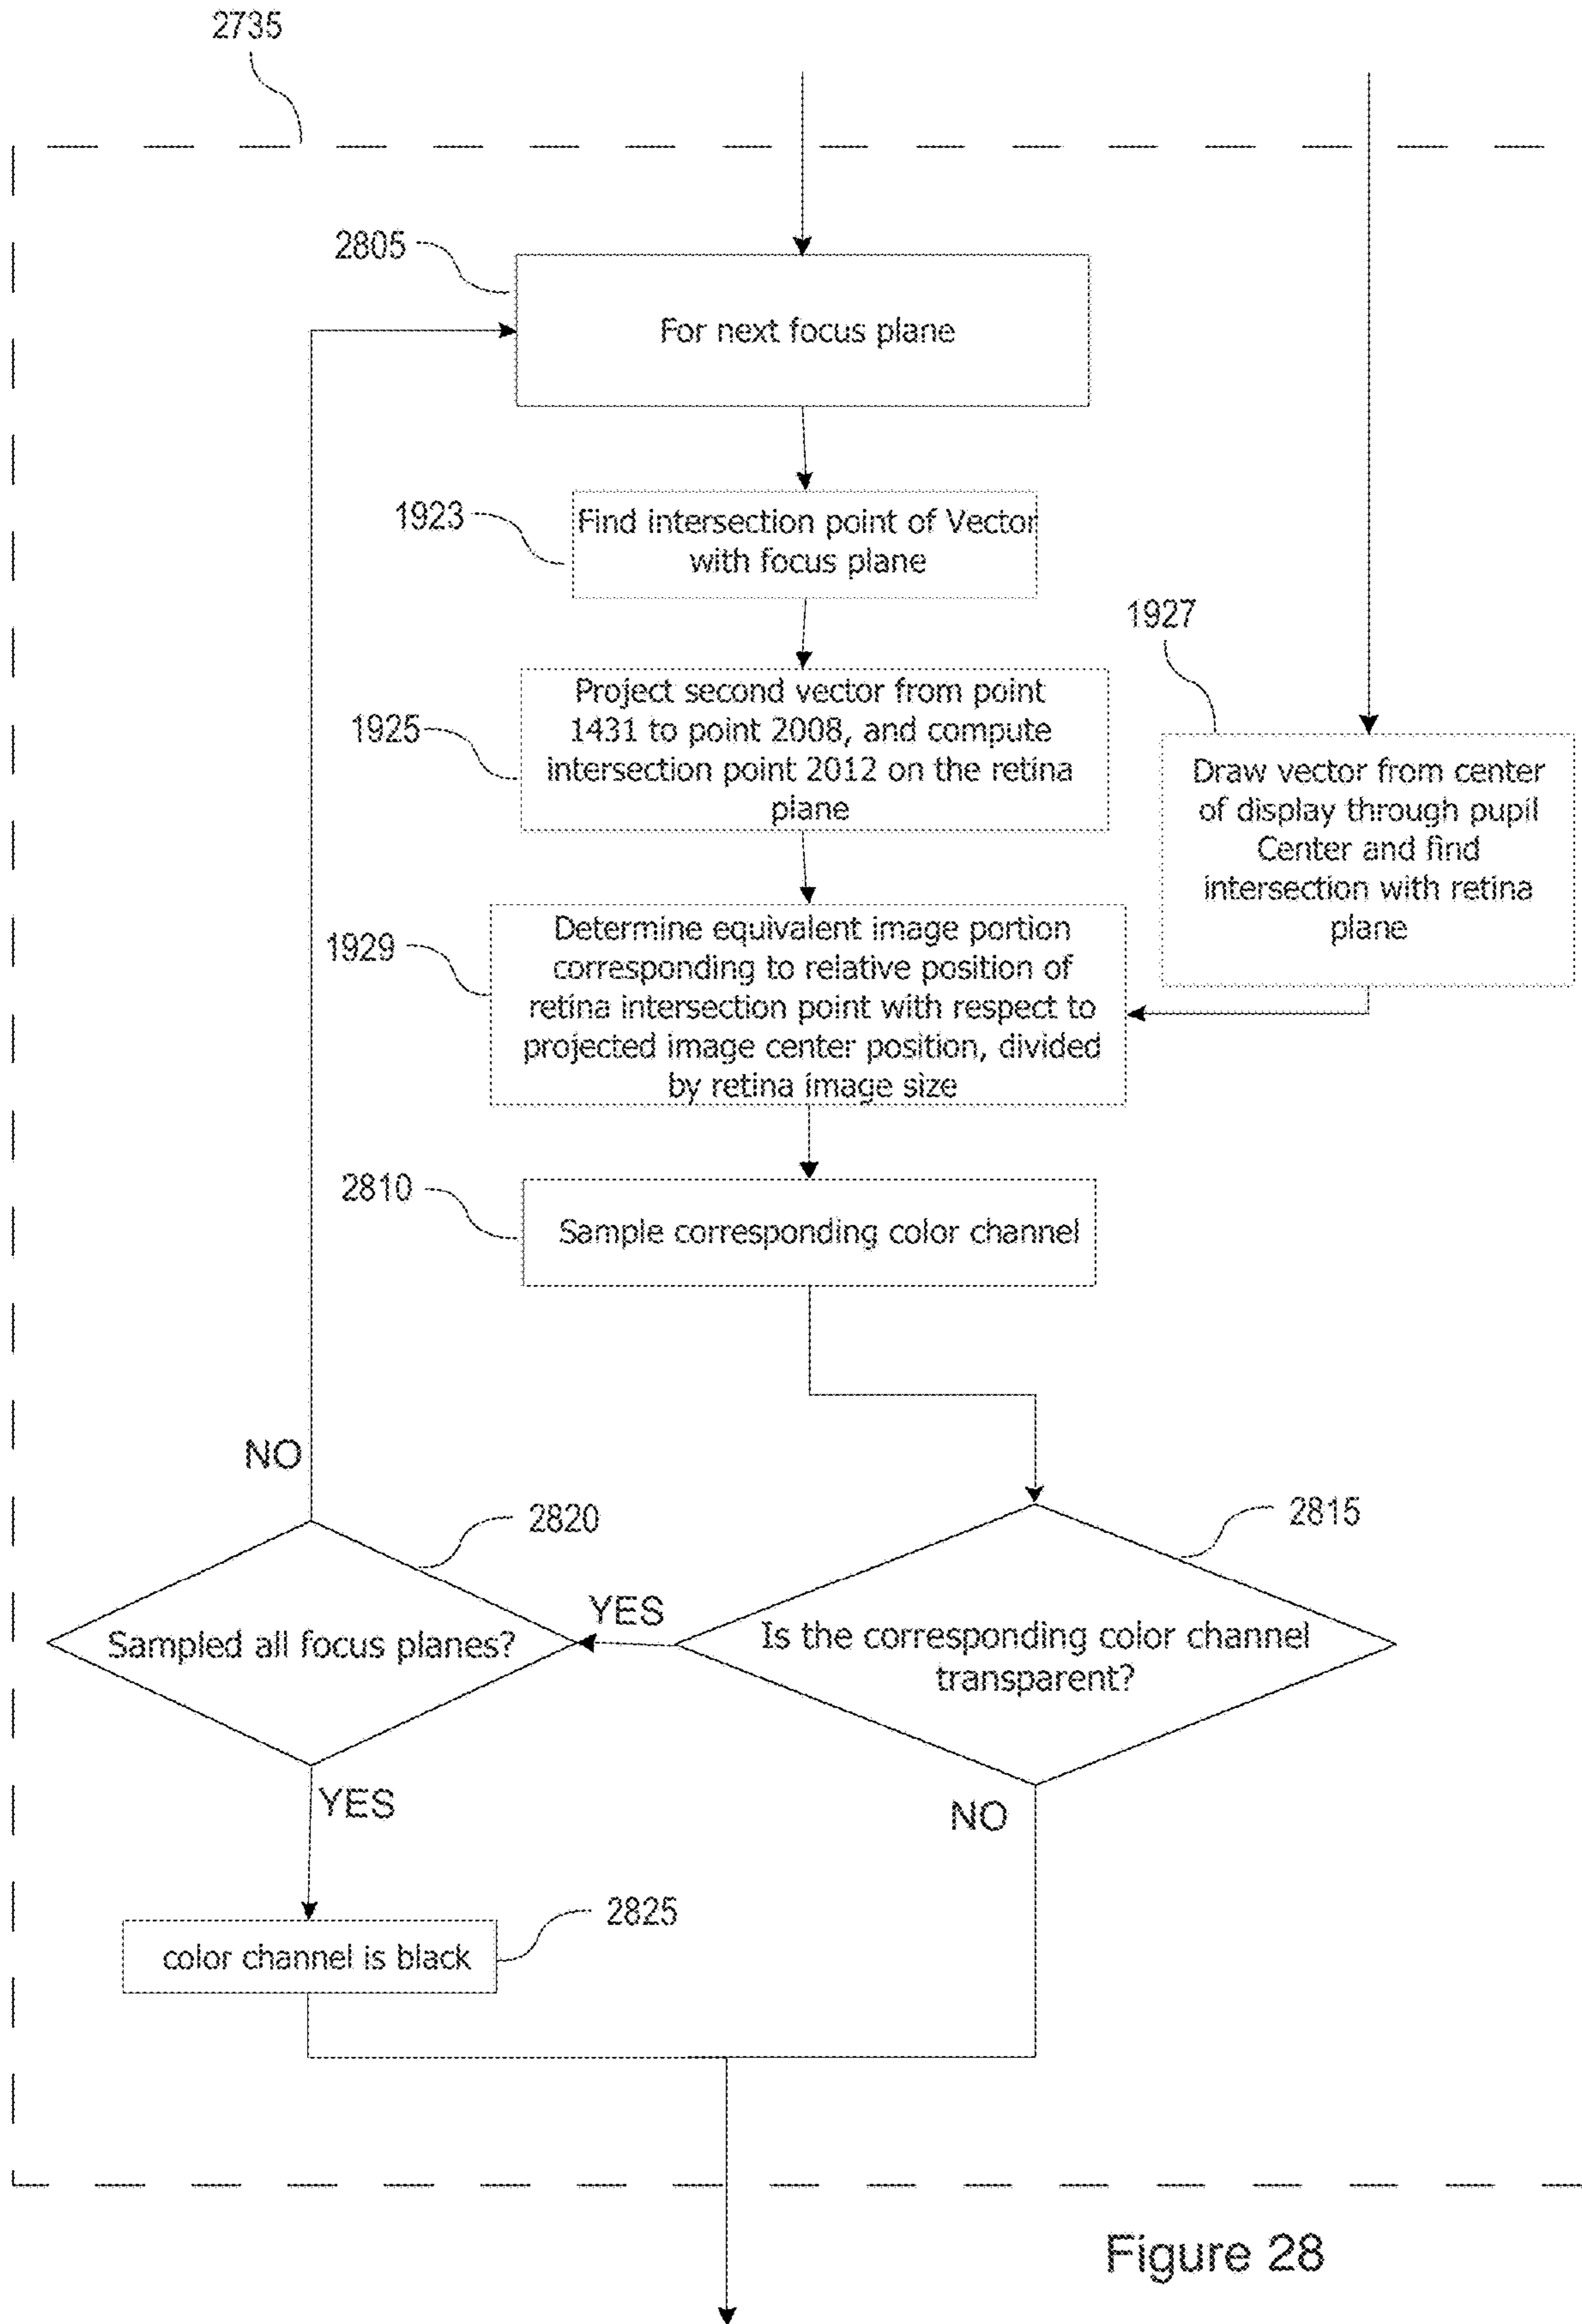 2735
2805
For next focus plane
1923
Find intersection point of Vector
with focus plane
1927
1925
Project second vector from point
1431 to point 2008, and compute
intersection point 2012 on the retina
plane
Draw vector from center
of display through pupil
Center and find
intersection with retina
plane
1929
Determine equivalent image portion
corresponding to relative position of
retina intersection point with respect to
projected image center position, divided
by retina image size
2810
Sample corresponding color channel
NO
2820
2815
YES
Sampled all focus planes?
Is the corresponding color channel
transparent?
YES
NO
2825
color channel is black
Figure 28